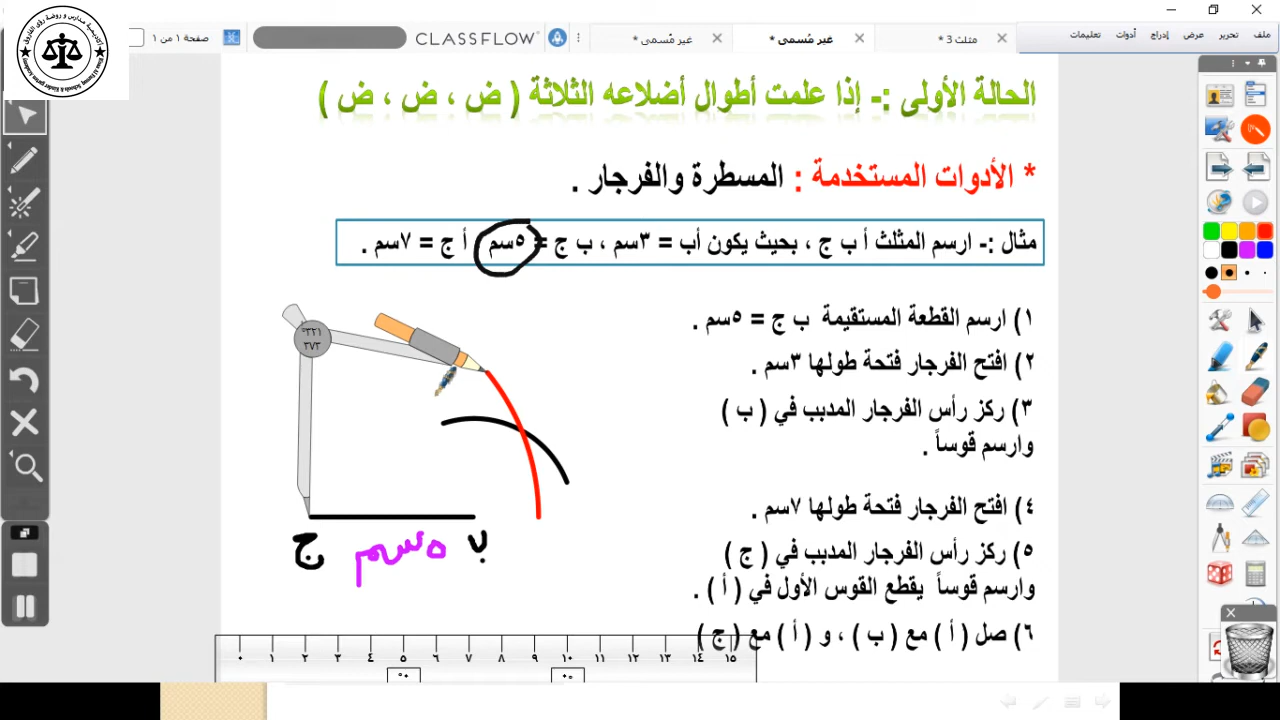 ملف تحرير عرض إدراج أدوات تعليمات
مثلث 3 *
غير مُسمى *
غير مُسمى *
CLASSFLOW
صفحة ١ من ١
الحالة الأولى :- إذا علمت أطوال أضلاعه الثلاثة ( ض ، ض ، ض )
* الأدوات المستخدمة : المسطرة والفرجار .
مثال :- ارسم المثلث أ ب ج ، بحيث يكون أب = ٣سم ، ب ج = ٥سم أ ج = ٧سم .
١) ارسم القطعة المستقيمة ب ج = ٥سم .
٢) افتح الفرجار فتحة طولها ٣سم .
٣) ركز رأس الفرجار المدبب في ( ب )
وارسم قوساً .
٤) افتح الفرجار فتحة طولها ٧سم .
٥) ركز رأس الفرجار المدبب في ( ج )
وارسم قوساً يقطع القوس الأول في ( أ ) .
٦) صل ( أ ) مع ( ب ) ، و ( أ ) مع ( ج )
ب ٥سم ج
٠ ١ ٢ ٣ ٤ ٥ ٦ ٧ ٨ ٩ ١٠ ١١ ١٢ ١٣ ١٤ ١٥